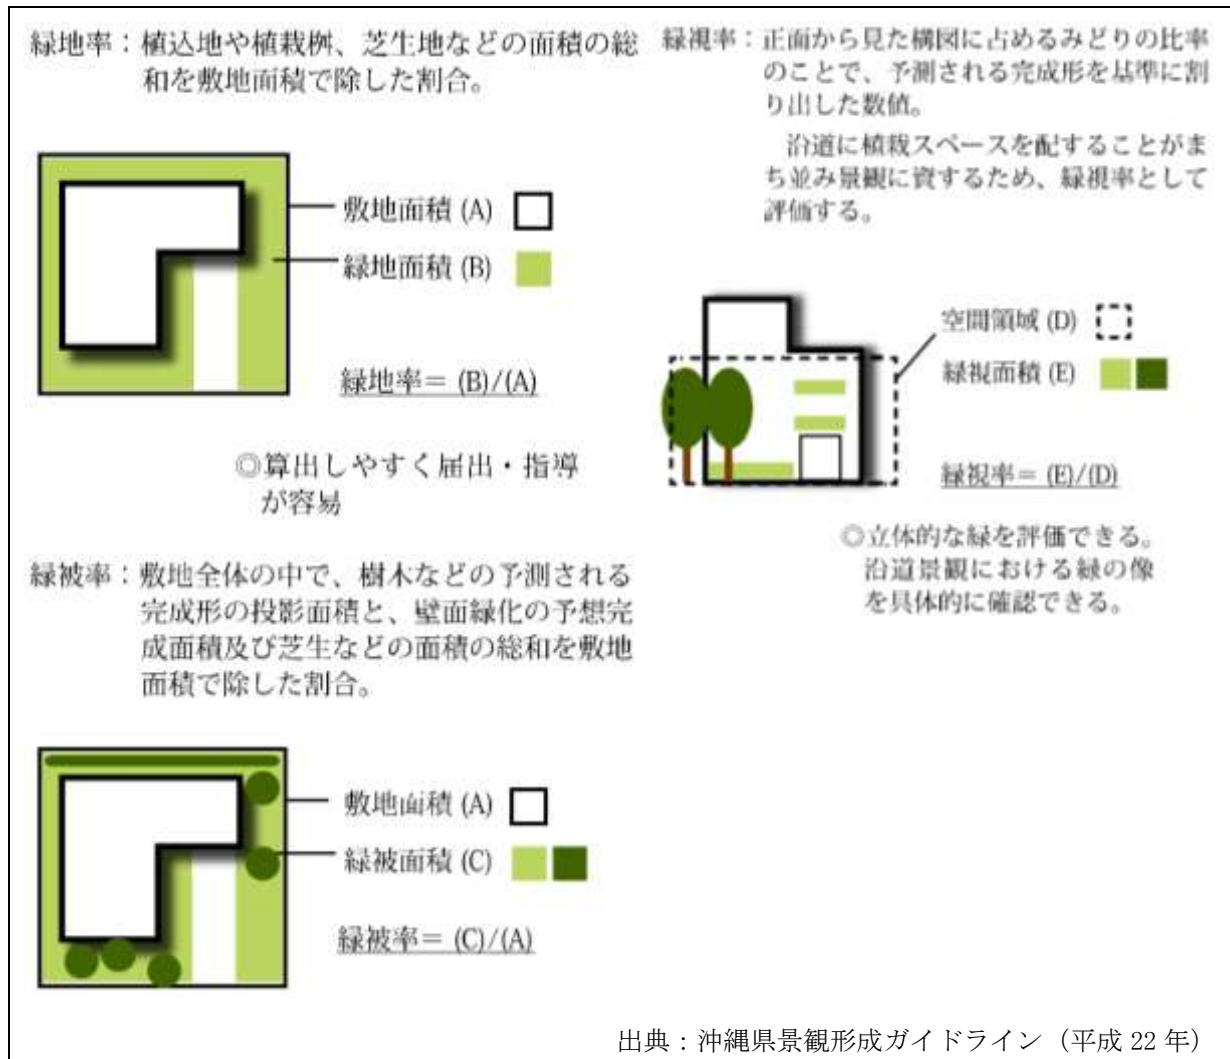 緑地率：植込地や植栽桝、芝生地などの面積の総
和を敷地面積で除した割合。
敷地面積 (A)
緑地面積 (B)
緑地率＝ (B)/(A)
◎算出しやすく届出・指導
が容易
緑被率：敷地全体の中で、樹木などの予測される
完成形の投影面積と、壁面緑化の予想完
成面積及び芝生などの面積の総和を敷地
面積で除した割合。
敷地面積 (A)
緑被面積 (C)
緑被率＝ (C)/(A)
緑視率：正面から見た構図に占めるみどりの比率
のことで、予測される完成形を基準に割
り出した数値。
沿道に植栽スペースを配することがま
ち並み景観に資するため、緑視率として
評価する。
空間領域 (D)
緑視面積 (E)
緑視率＝ (E)/(D)
◎立体的な緑を評価できる。
沿道景観における緑の像
を具体的に確認できる。
出典：沖縄県景観形成ガイドライン（平成 22 年）